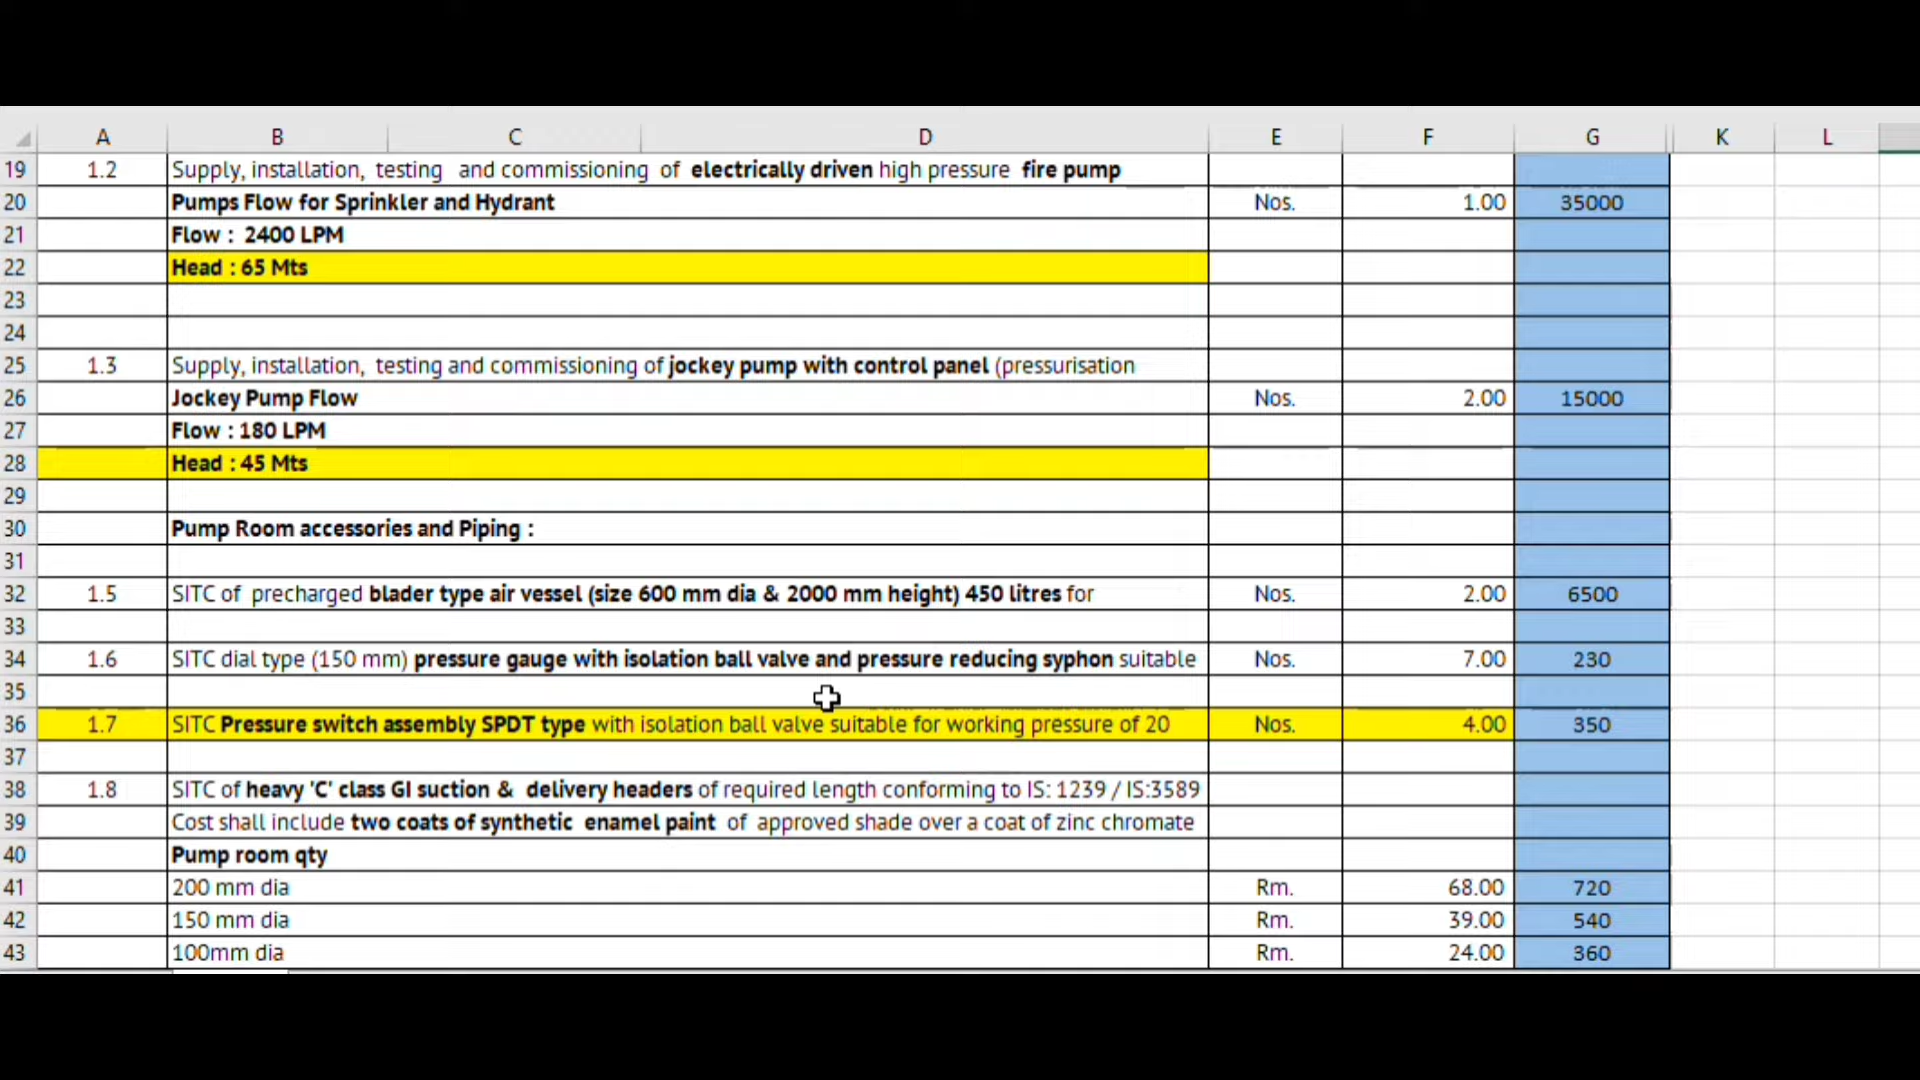 A B C D E F G K L
19 1.2 Supply, installation, testing and commissioning of electrically driven high pressure fire pump
20 Pumps Flow for Sprinkler and Hydrant Nos. 1.00 35000
21 Flow : 2400 LPM
22 Head : 65 Mts
23
24
25 1.3 Supply, installation, testing and commissioning of jockey pump with control panel (pressurisation
26 Jockey Pump Flow Nos. 2.00 15000
27 Flow : 180 LPM
28 Head : 45 Mts
29
30 Pump Room accessories and Piping :
31
32 1.5 SITC of precharged blader type air vessel (size 600 mm dia & 2000 mm height) 450 litres for Nos. 2.00 6500
33
34 1.6 SITC dial type (150 mm) pressure gauge with isolation ball valve and pressure reducing syphon suitable Nos. 7.00 230
35
36 1.7 SITC Pressure switch assembly SPDT type with isolation ball valve suitable for working pressure of 20 Nos. 4.00 350
37
38 1.8 SITC of heavy 'C' class GI suction & delivery headers of required length conforming to IS: 1239 / IS:3589
39 Cost shall include two coats of synthetic enamel paint of approved shade over a coat of zinc chromate
40 Pump room qty
41 200 mm dia Rm. 68.00 720
42 150 mm dia Rm. 39.00 540
43 100mm dia Rm. 24.00 360